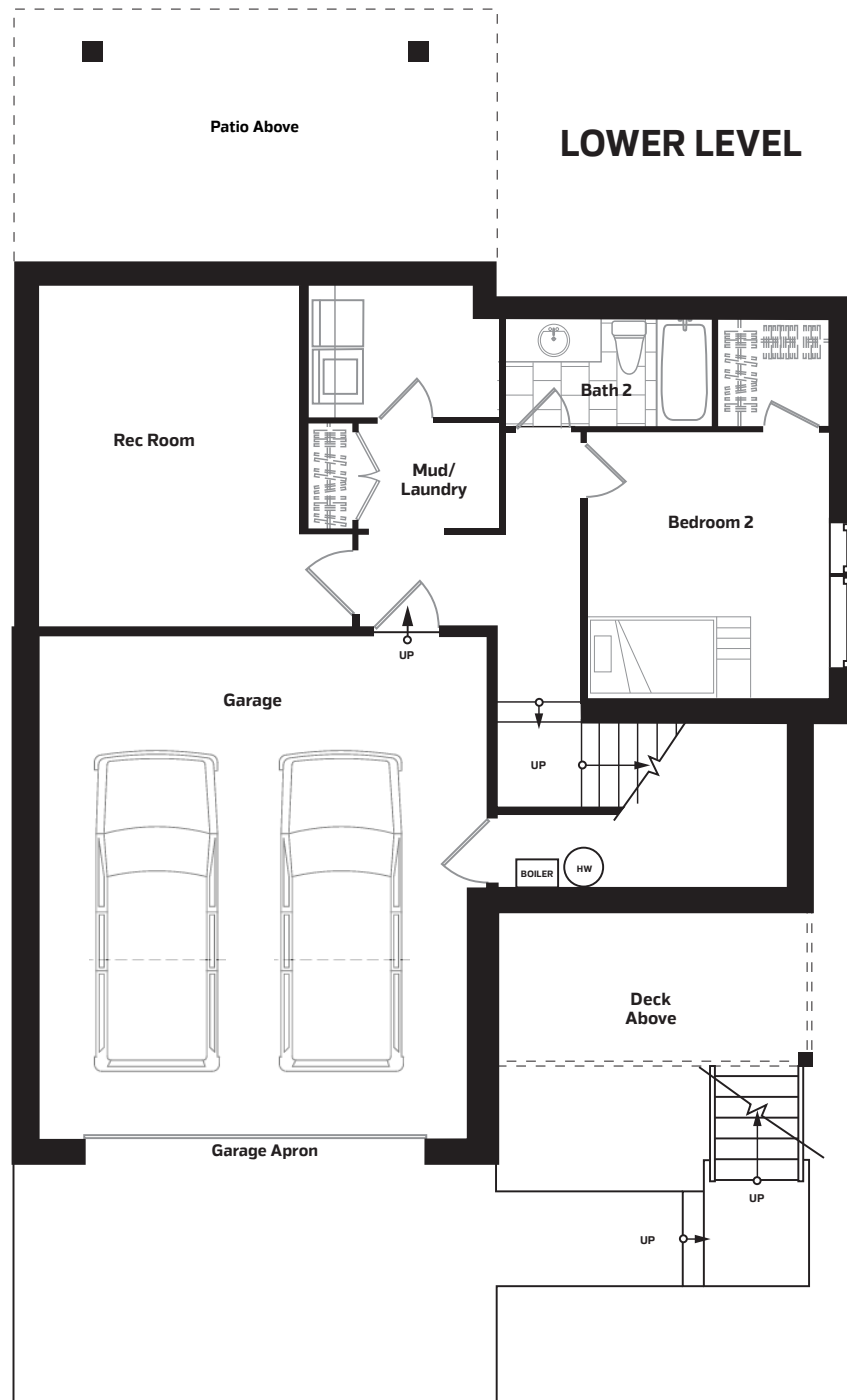 Patio Above
LOWER LEVEL
Bath 2
Rec Room
Mud/
Laundry
Bedroom 2
UP
Garage
UP
BOILER
HW
Deck
Above
Garage Apron
UP
UP